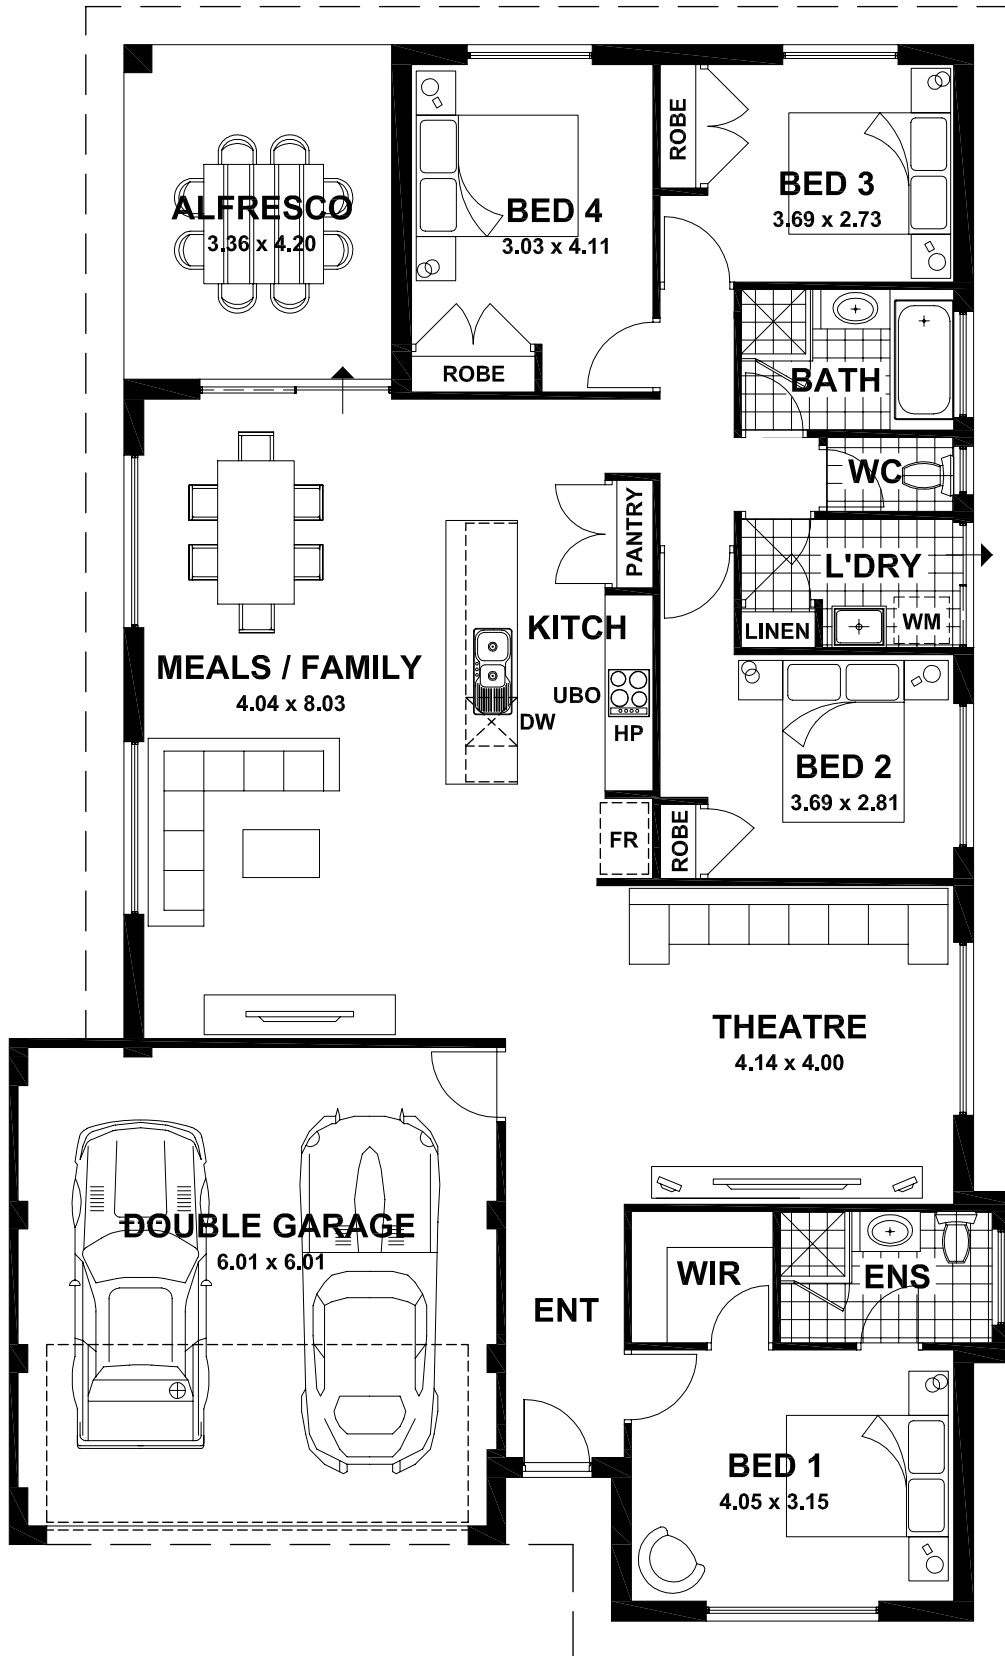 ROBE
BED 3
3.69 x 2.73
ALFRESCO
3.36 x 4.20
BED 4
3.03 x 4.11
ROBE
BATH
WC
PANTRY
L'DRY
LINEN
WM
KITCH
MEALS / FAMILY
4.04 x 8.03
UBO
DW
HP
BED 2
3.69 x 2.81
FR
ROBE
THEATRE
4.14 x 4.00
DOUBLE GARAGE
6.01 x 6.01
WIR
ENS
ENT
BED 1
4.05 x 3.15